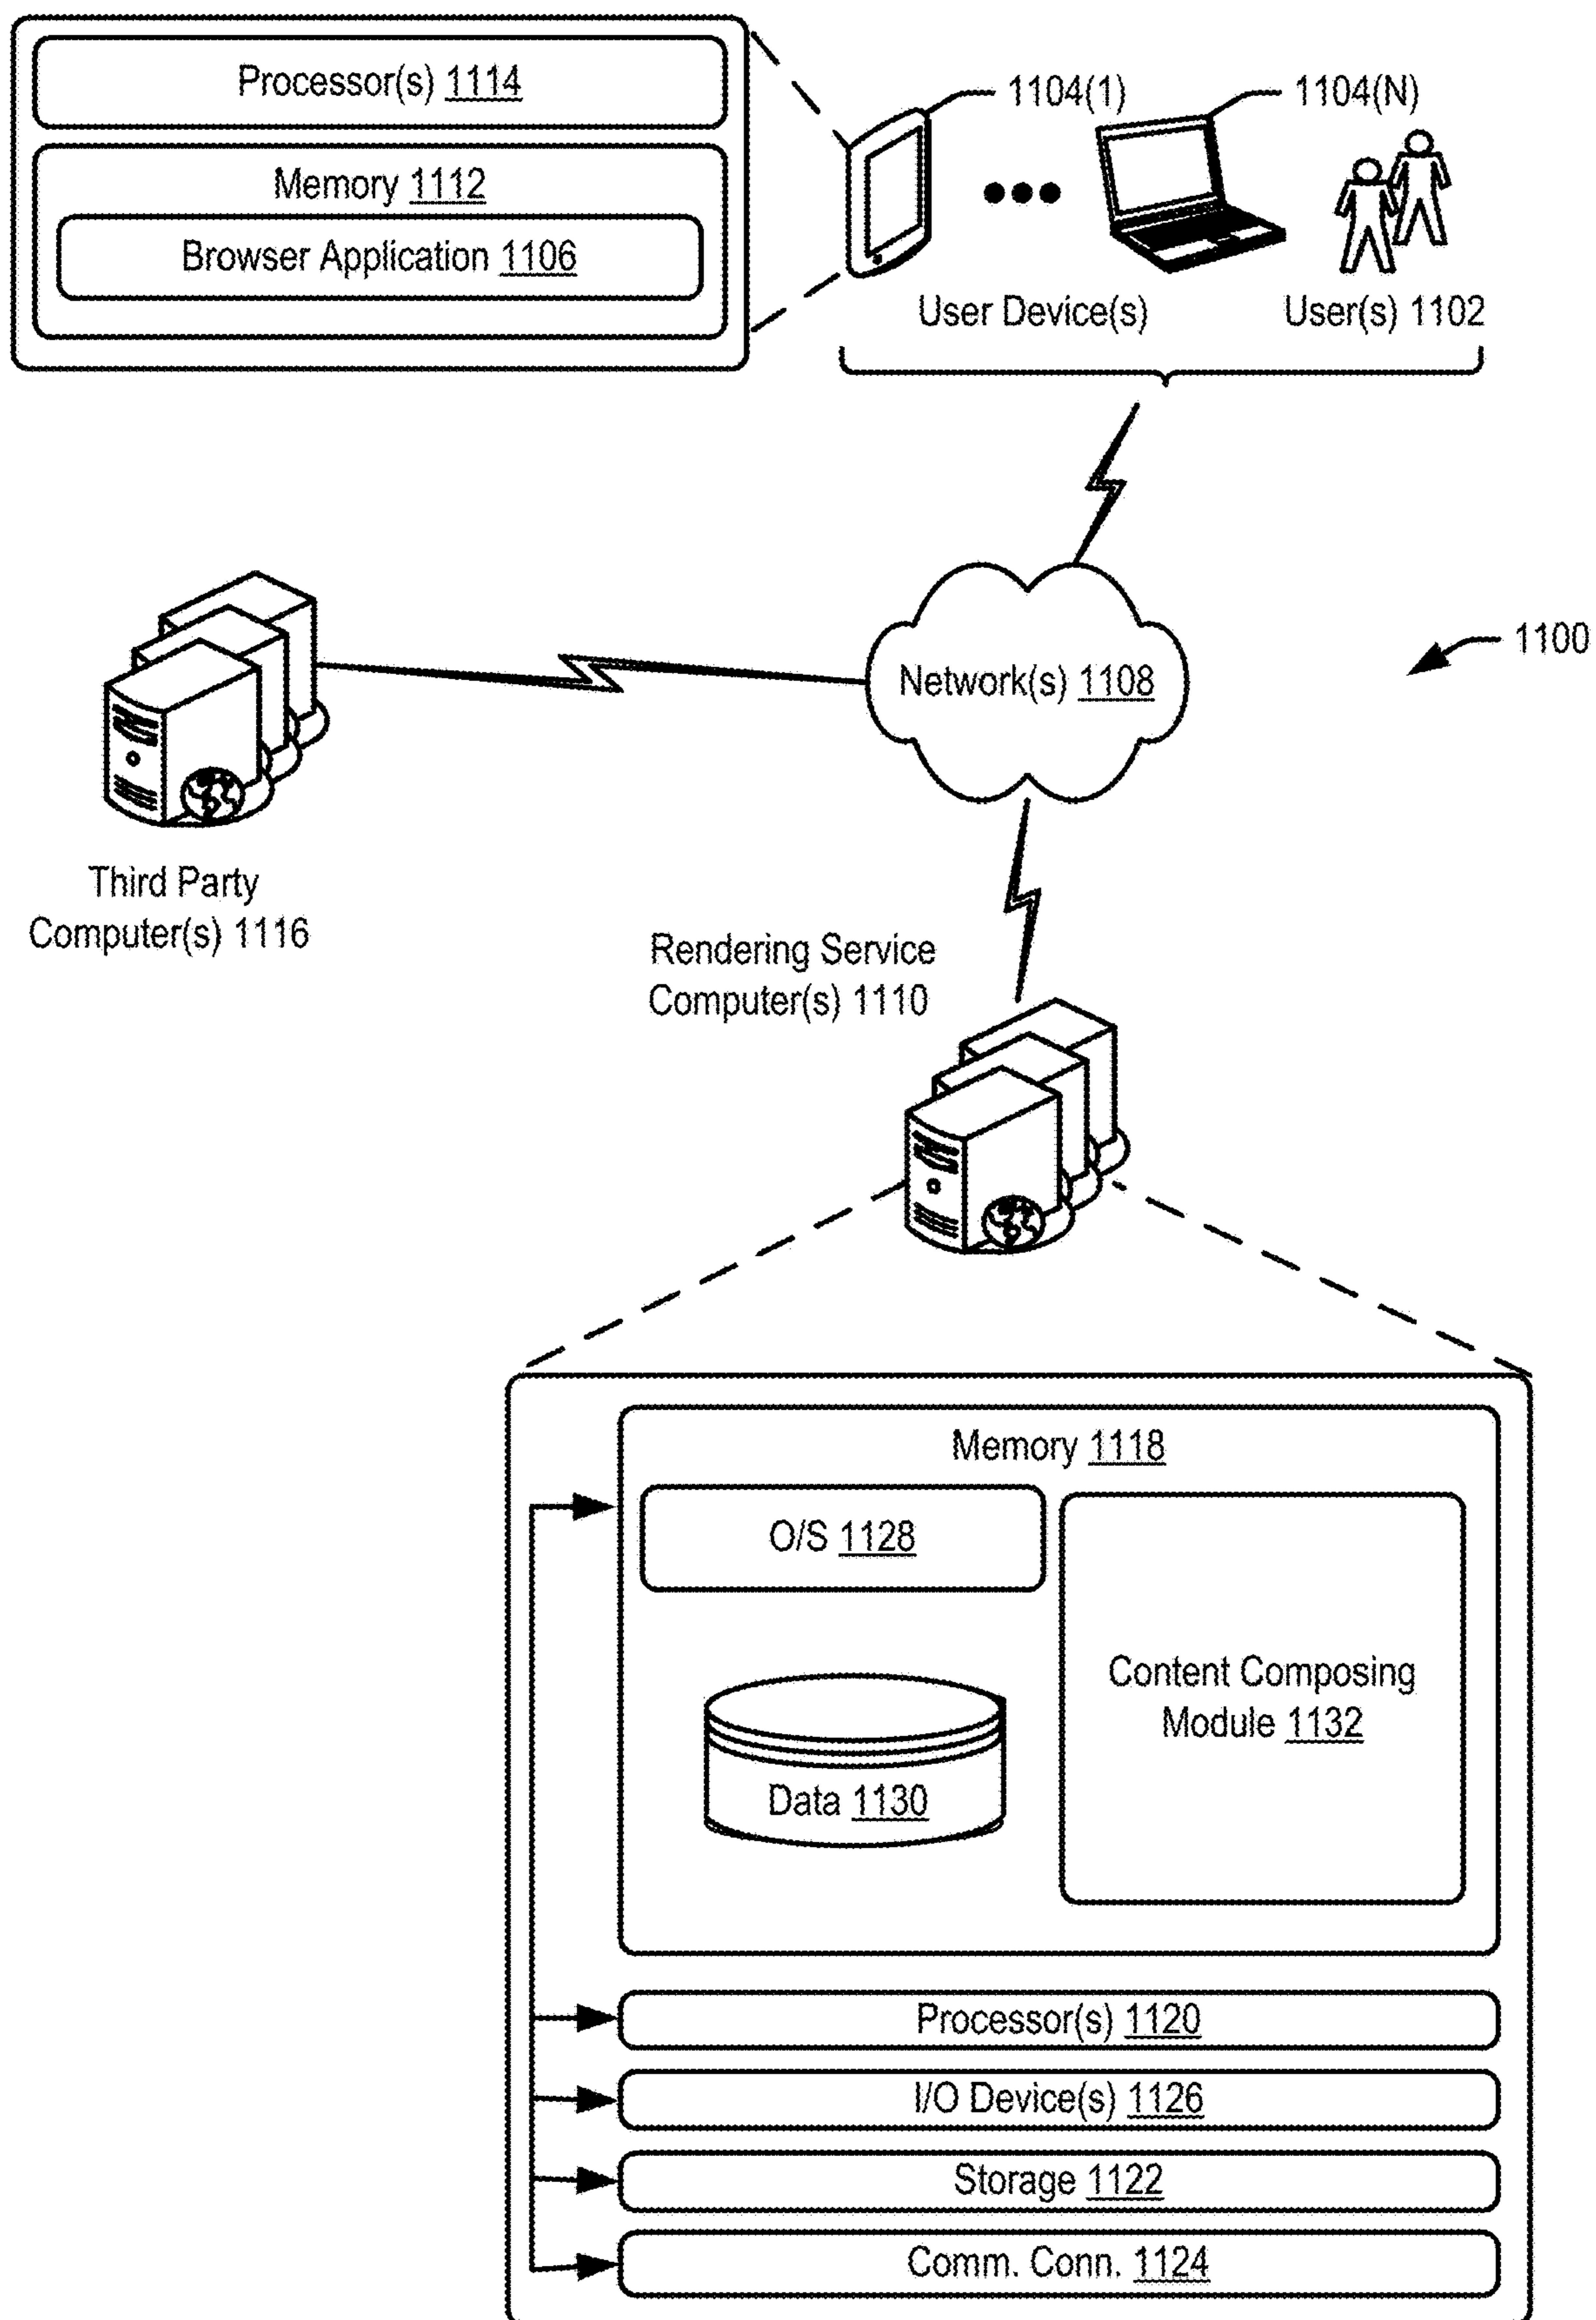 Processor(s) 1114
Memory 1112
Browser Application 1106
1104(1)
1104(N)
User Device(s)
User(s) 1102
Network(s) 1108
1100
Third Party
Computer(s) 1116
Rendering Service
Computer(s) 1110
Memory 1118
O/S 1128
Content Composing
Module 1132
Data 1130
Processor(s) 1120
I/O Device(s) 1126
Storage 1122
Comm. Conn. 1124